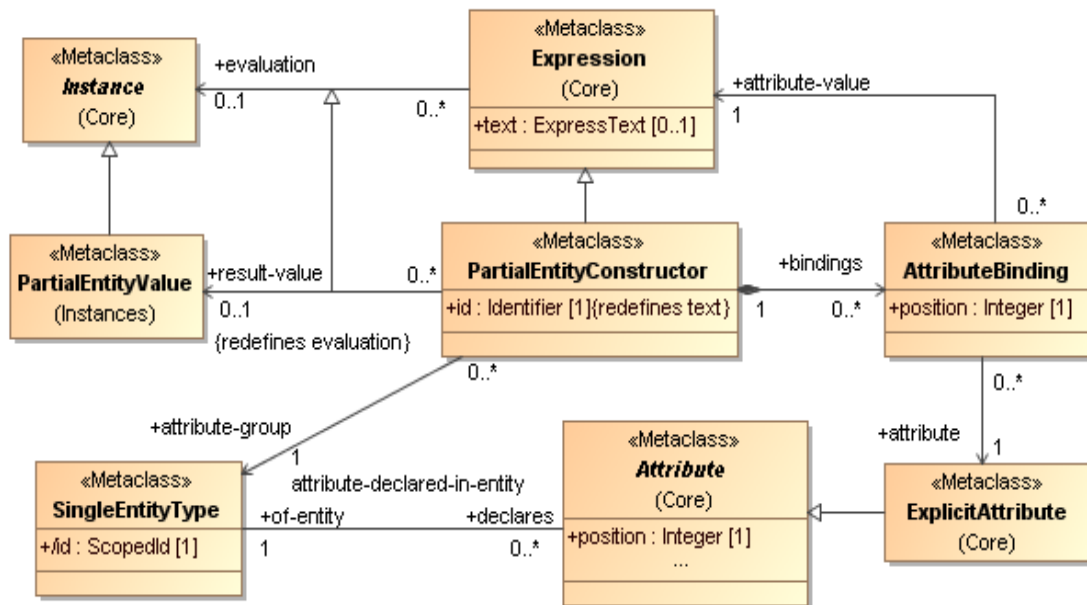 «Metaclass»
Instance
(Core)
+evaluation
0..1
0..*
«Metaclass»
Expression
(Core)
+text : ExpressText [0..1]
+attribute-value
1
0..*
«Metaclass»
PartialEntityValue
(Instances)
+result-value
0..1
0..*
{redefines evaluation}
«Metaclass»
PartialEntityConstructor
+id : Identifier [1]{redefines text}
+bindings
1
0..*
«Metaclass»
AttributeBinding
+position : Integer [1]
0..*
0..*
+attribute-group
1
+attribute
1
«Metaclass»
SingleEntityType
+/id : ScopedId [1]
attribute-declared-in-entity
+of-entity
+declares
1
0..*
«Metaclass»
Attribute
(Core)
+position : Integer [1]
...
«Metaclass»
ExplicitAttribute
(Core)